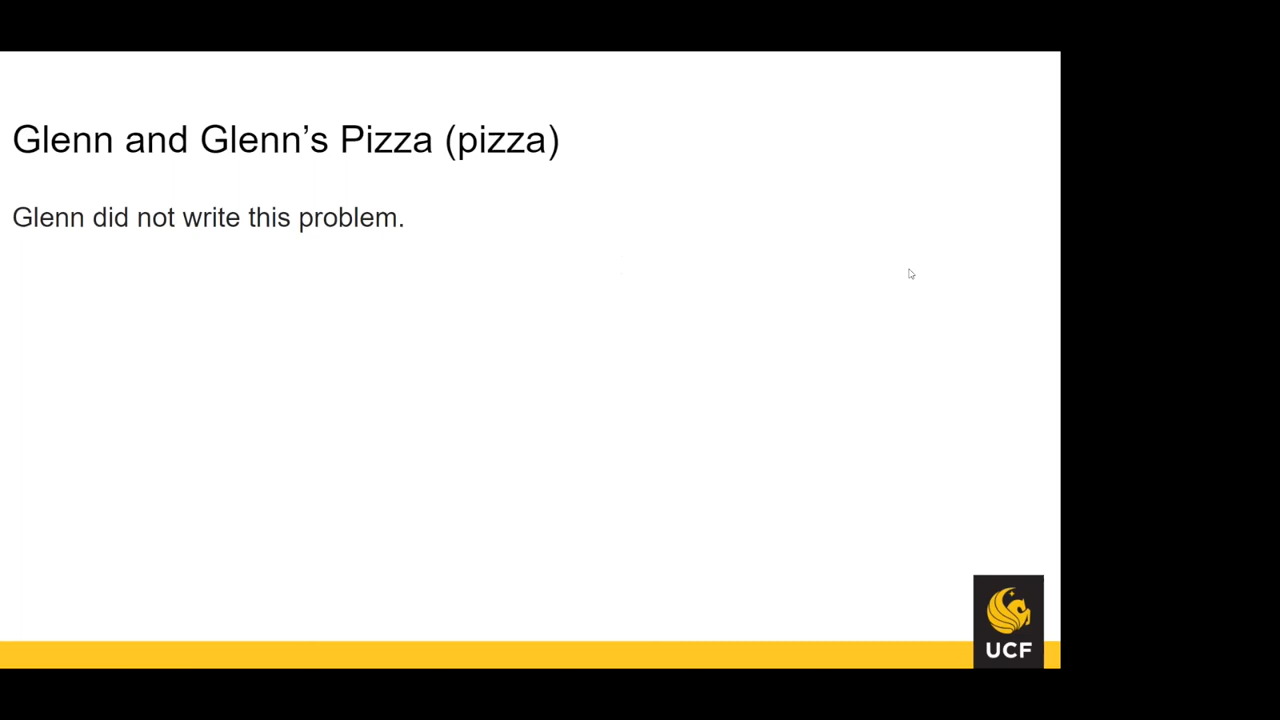 Glenn and Glenn’s Pizza (pizza)
Glenn did not write this problem.
UCF